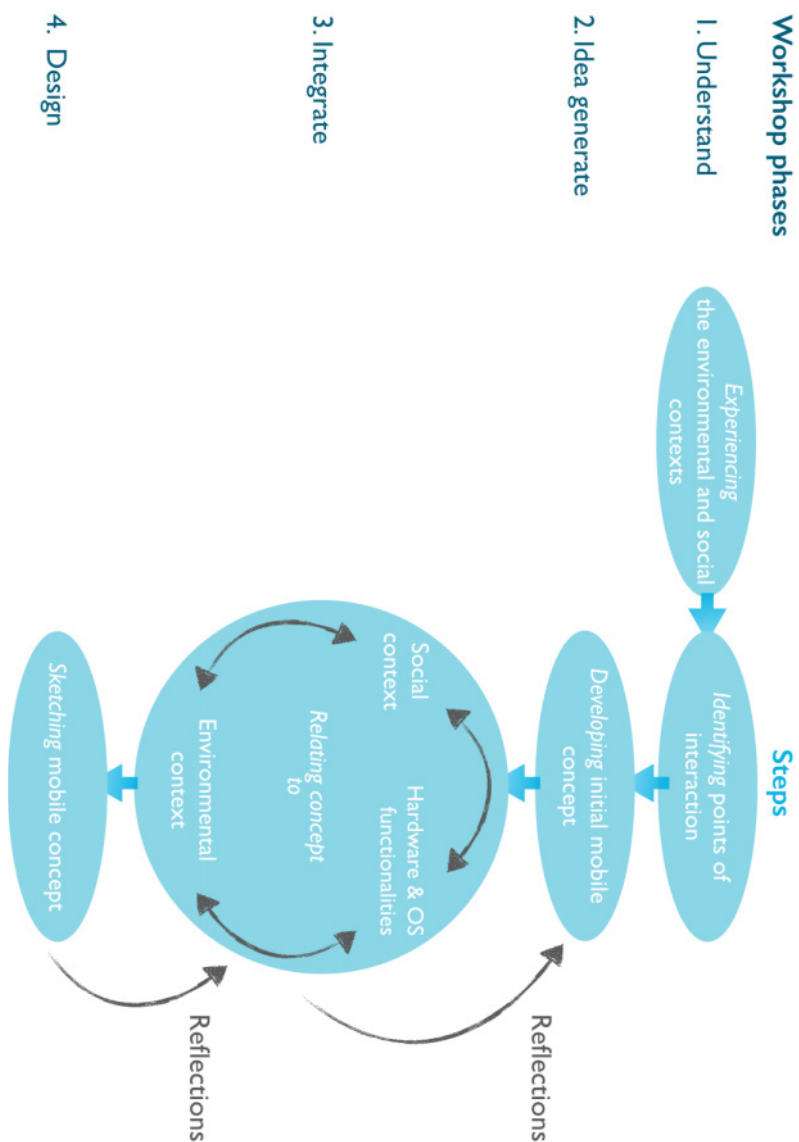 Workshop phases
Steps
1. Understand
Experiencing
the environmental and social
contexts
Identifying points of
interaction
2. Idea generate
Developing initial mobile
concept
Reflections
3. Integrate
Social
context
Hardware & OS
functionalities
Relating concept
to
Environmental
context
Reflections
4. Design
Sketching mobile concept